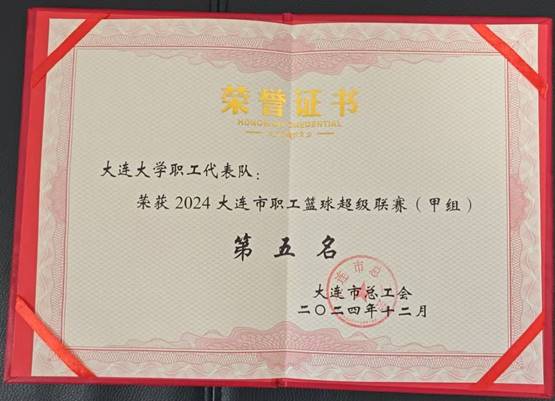 荣誉证书
HONOR CREDENTIAL
大连大学职工代表队：
荣获 2024 大连市职工篮球超级联赛（甲组）
第五名
大连市总工会
二〇二四年十二月